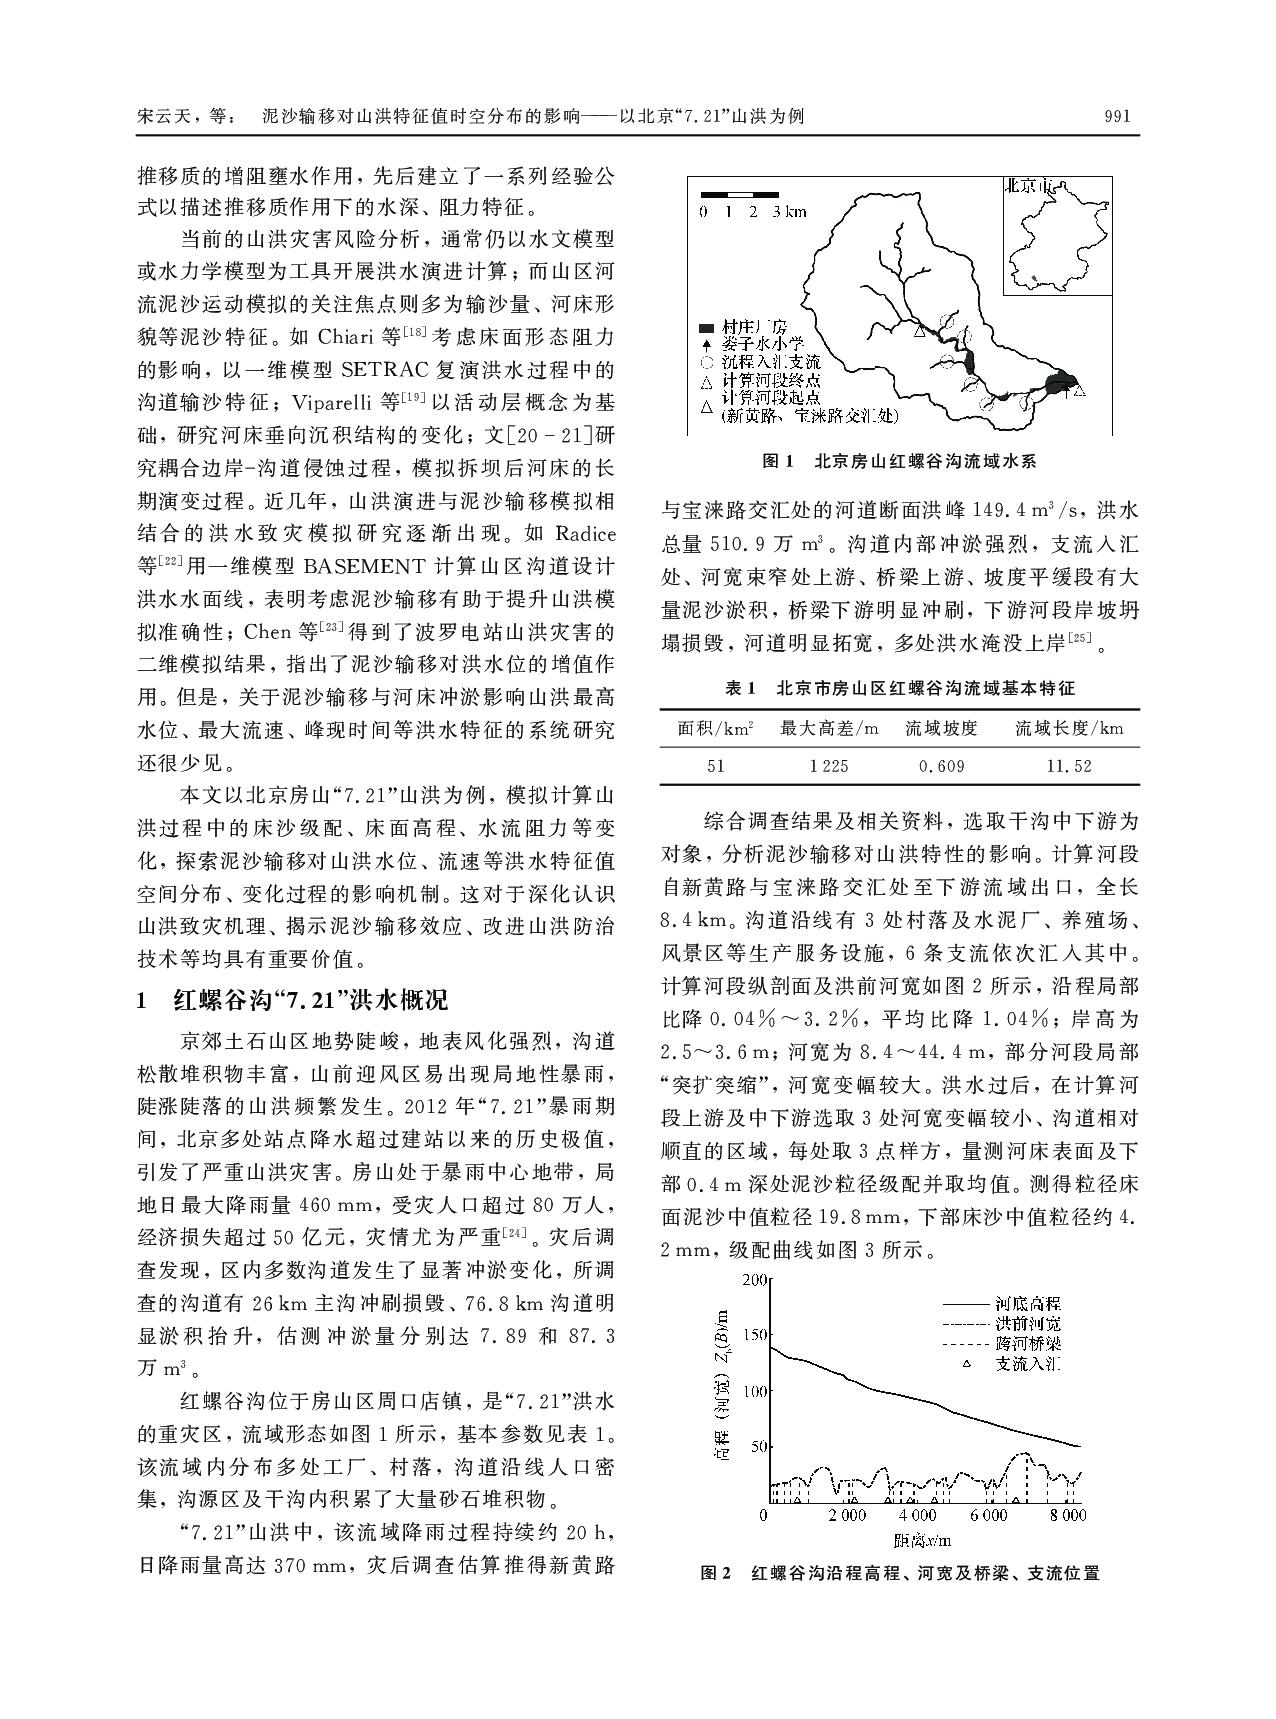 宋云天，等： 泥沙输移对山洪特征值时空分布的影响——以北京“7.21”山洪为例 991
推移质的增阻壅水作用，先后建立了一系列经验公
式以描述推移质作用下的水深、阻力特征。
当前的山洪灾害风险分析，通常仍以水文模型
或水力学模型为工具开展洪水演进计算；而山区河
流泥沙运动模拟的关注焦点则多为输沙量、河床形
貌等泥沙特征。如 Chiari 等[18]考虑床面形态阻力
的影响，以一维模型 SETRAC 复演洪水过程中的
沟道输沙特征；Viparelli 等[19]以活动层概念为基
础，研究河床垂向沉积结构的变化；文[20-21]研
究耦合边岸-沟道侵蚀过程，模拟拆坝后河床的长
期演变过程。近几年，山洪演进与泥沙输移模拟相
结合的洪水致灾模拟研究逐渐出现。如 Radice
等[22]用一维模型 BASEMENT 计算山区沟道设计
洪水水面线，表明考虑泥沙输移有助于提升山洪模
拟准确性；Chen 等[23]得到了波罗电站山洪灾害的
二维模拟结果，指出了泥沙输移对洪水位的增值作
用。但是，关于泥沙输移与河床冲淤影响山洪最高
水位、最大流速、峰现时间等洪水特征的系统研究
还很少见。
本文以北京房山“7.21”山洪为例，模拟计算山
洪过程中的床沙级配、床面高程、水流阻力等变
化，探索泥沙输移对山洪水位、流速等洪水特征值
空间分布、变化过程的影响机制。这对于深化认识
山洪致灾机理、揭示泥沙输移效应、改进山洪防治
技术等均具有重要价值。
1 红螺谷沟“7.21”洪水概况
京郊土石山区地势陡峻，地表风化强烈，沟道
松散堆积物丰富，山前迎风区易出现局地性暴雨，
陡涨陡落的山洪频繁发生。2012 年“7.21”暴雨期
间，北京多处站点降水超过建站以来的历史极值，
引发了严重山洪灾害。房山处于暴雨中心地带，局
地日最大降雨量 460 mm，受灾人口超过 80 万人，
经济损失超过 50 亿元，灾情尤为严重[24]。灾后调
查发现，区内多数沟道发生了显著冲淤变化，所调
查的沟道有 26 km 主沟冲刷损毁、76.8 km 沟道明
显淤积抬升，估测冲淤量分别达 7.89 和 87.3
万 m³。
红螺谷沟位于房山区周口店镇，是“7.21”洪水
的重灾区，流域形态如图 1 所示，基本参数见表 1。
该流域内分布多处工厂、村落，沟道沿线人口密
集，沟源区及干沟内积累了大量砂石堆积物。
“7.21”山洪中，该流域降雨过程持续约 20 h，
日降雨量高达 370 mm，灾后调查估算推得新黄路
北京市
0 1 2 3 km
村庄厂房
娄子水小学
沉程入汇支流
计算河段终点
计算河段起点
（新黄路、宝涞路交汇处）
图 1 北京房山红螺谷沟流域水系
与宝涞路交汇处的河道断面洪峰 149.4 m³/s，洪水
总量 510.9 万 m³。沟道内部冲淤强烈，支流入汇
处、河宽束窄处上游、桥梁上游、坡度平缓段有大
量泥沙淤积，桥梁下游明显冲刷，下游河段岸坡坍
塌损毁，河道明显拓宽，多处洪水淹没上岸[25]。
表 1 北京市房山区红螺谷沟流域基本特征
面积/km² 最大高差/m 流域坡度 流域长度/km
51 1 225 0.609 11.52
综合调查结果及相关资料，选取干沟中下游为
对象，分析泥沙输移对山洪特性的影响。计算河段
自新黄路与宝涞路交汇处至下游流域出口，全长
8.4 km。沟道沿线有 3 处村落及水泥厂、养殖场、
风景区等生产服务设施，6 条支流依次汇入其中。
计算河段纵剖面及洪前河宽如图 2 所示，沿程局部
比降 0.04%～3.2%，平均比降 1.04%；岸高为
2.5～3.6 m；河宽为 8.4～44.4 m，部分河段局部
“突扩突缩”，河宽变幅较大。洪水过后，在计算河
段上游及中下游选取 3 处河宽变幅较小、沟道相对
顺直的区域，每处取 3 点样方，量测河床表面及下
部 0.4 m 深处泥沙粒径级配并取均值。测得粒径床
面泥沙中值粒径 19.8 mm，下部床沙中值粒径约 4.
2 mm，级配曲线如图 3 所示。
200
150
100
50
高程（河宽）Zb(B)/m
河底高程
洪前河宽
跨河桥梁
支流入汇
0 2 000 4 000 6 000 8 000
距离x/m
图 2 红螺谷沟沿程高程、河宽及桥梁、支流位置